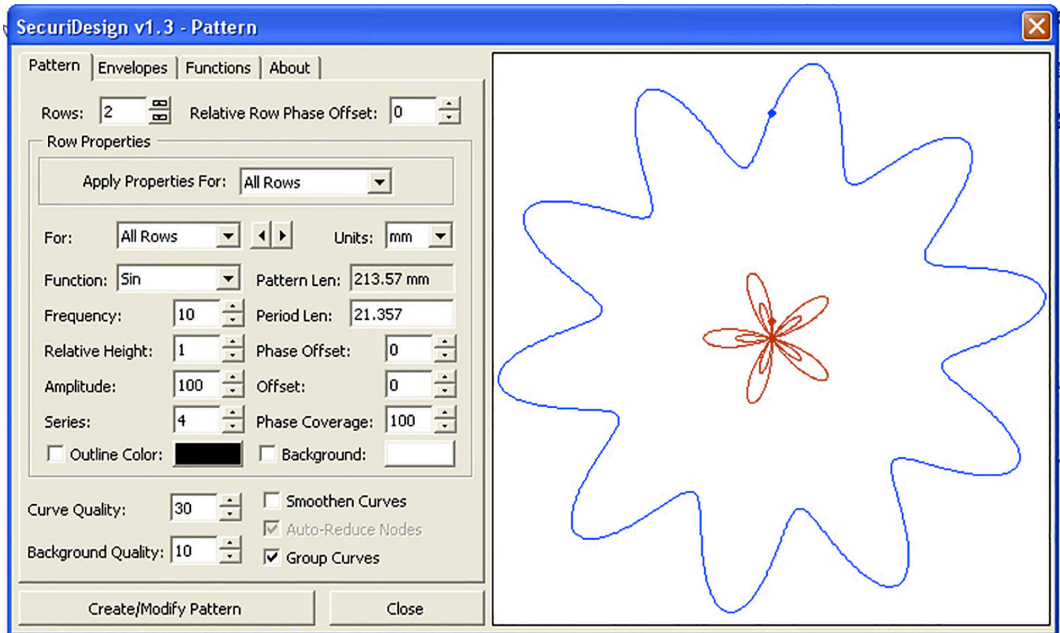 SecuriDesign v1.3 - Pattern
Pattern Envelopes Functions About
Rows: 2 Relative Row Phase Offset: 0
Row Properties
Apply Properties For: All Rows
For: All Rows Units: mm
Function: Sin Pattern Len: 213.57 mm
Frequency: 10 Period Len: 21.357
Relative Height: 1 Phase Offset: 0
Amplitude: 100 Offset: 0
Series: 4 Phase Coverage: 100
Outline Color: Background:
Curve Quality: 30 Smoothen Curves
Auto-Reduce Nodes
Background Quality: 10 Group Curves
Create/Modify Pattern Close